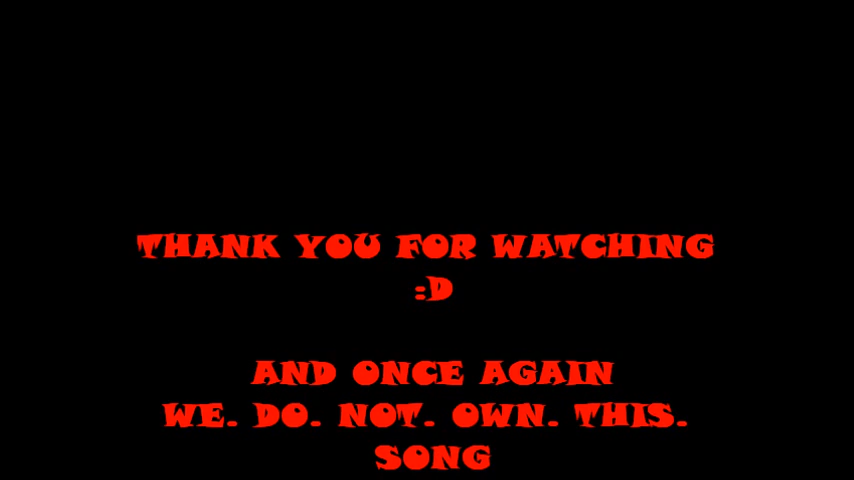 THANK YOU FOR WATCHING
:D
AND ONCE AGAIN
WE. DO. NOT. OWN. THIS.
SONG